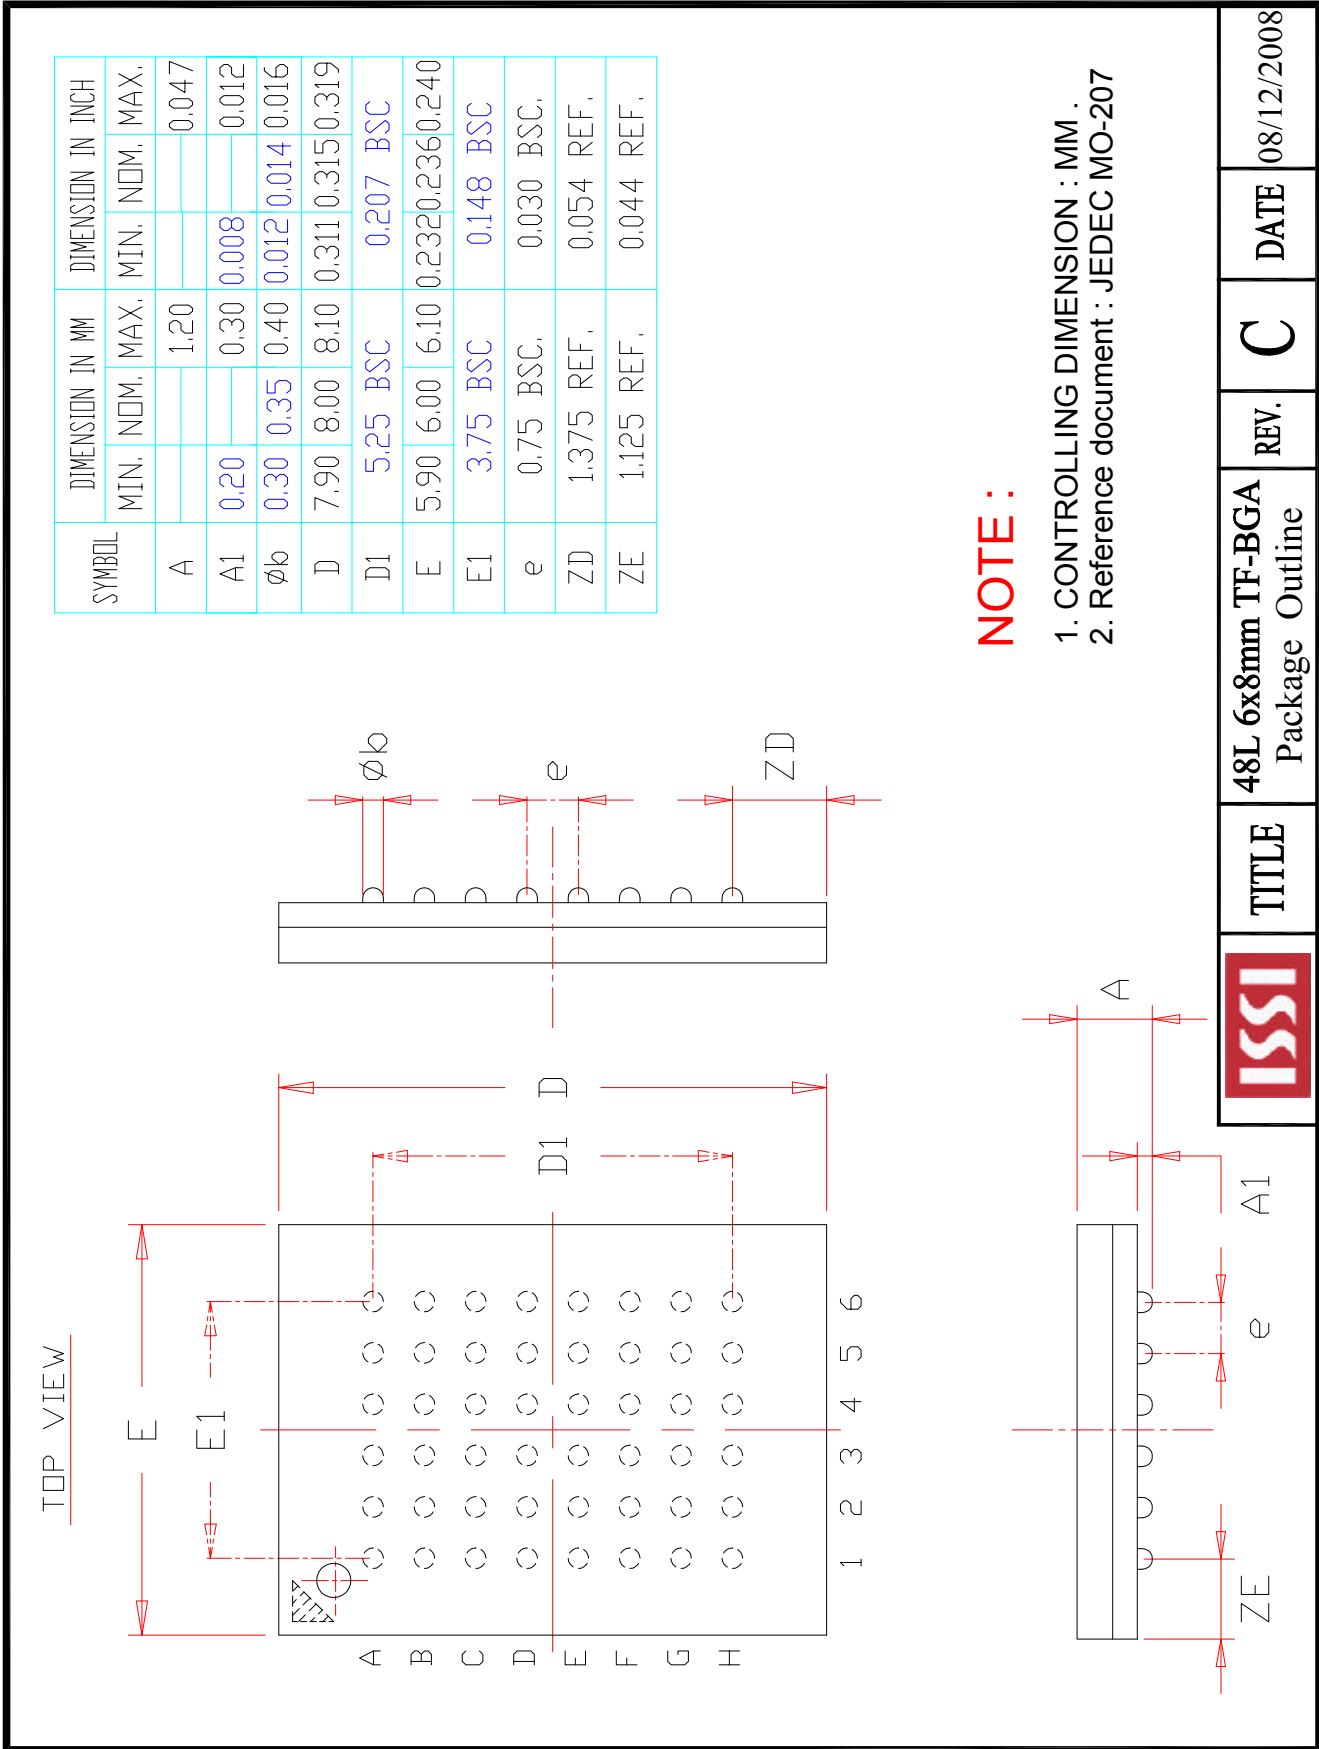 TOP VIEW
E
E1
D1
D
A
B
C
D
E
F
G
H
1 2 3 4 5 6
Øb
e
ZD
SYMBOL DIMENSION IN MM DIMENSION IN INCH
MIN. NOM. MAX. MIN. NOM. MAX.
A 1.20 0.047
A1 0.20 0.30 0.008 0.012
Øb 0.30 0.35 0.40 0.012 0.014 0.016
D 7.90 8.00 8.10 0.311 0.315 0.319
D1 5.25 BSC 0.207 BSC
E 5.90 6.00 6.10 0.232 0.236 0.240
E1 3.75 BSC 0.148 BSC
e 0.75 BSC. 0.030 BSC.
ZD 1.375 REF. 0.054 REF.
ZE 1.125 REF. 0.044 REF.
A
A1
e
ZE
NOTE :
1. CONTROLLING DIMENSION : MM .
2. Reference document : JEDEC MO-207
ISSI
TITLE
48L 6x8mm TF-BGA
Package Outline
REV.
C
DATE
08/12/2008